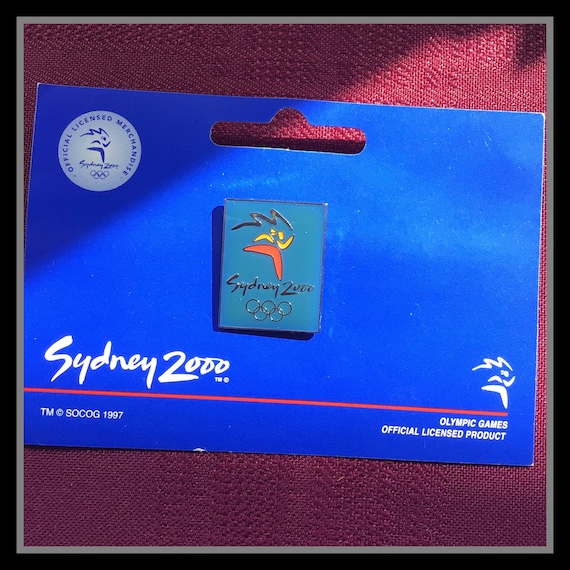 OFFICIAL LICENSED MERCHANDISE
Sydney 2000
Sydney 2000
Sydney 2000 TM ©
TM © SOCOG 1997
OLYMPIC GAMES
OFFICIAL LICENSED PRODUCT